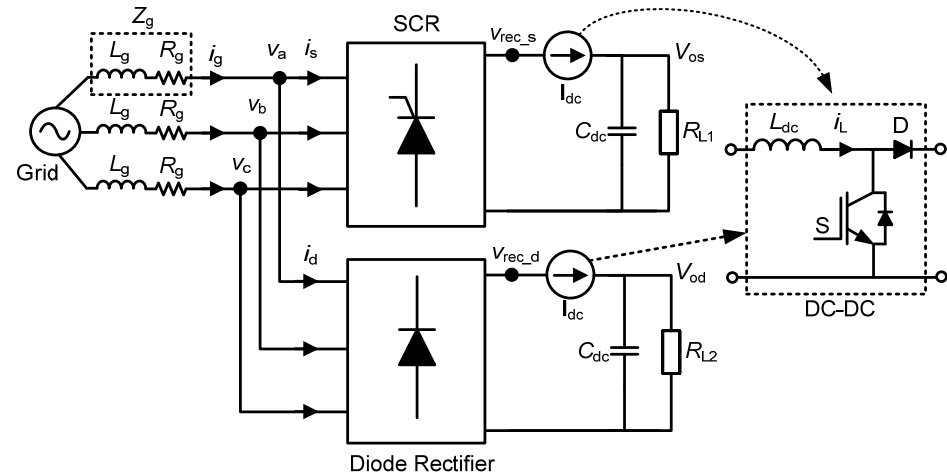 Zg
SCR
Lg Rg ig va is
vrec_s
Idc
Vos
Cdc
RL1
Grid
Lg Rg vb
Lg Rg vc
Ldc iL D
S
DC-DC
id
vrec_d
Idc
Vod
Cdc
RL2
Diode Rectifier